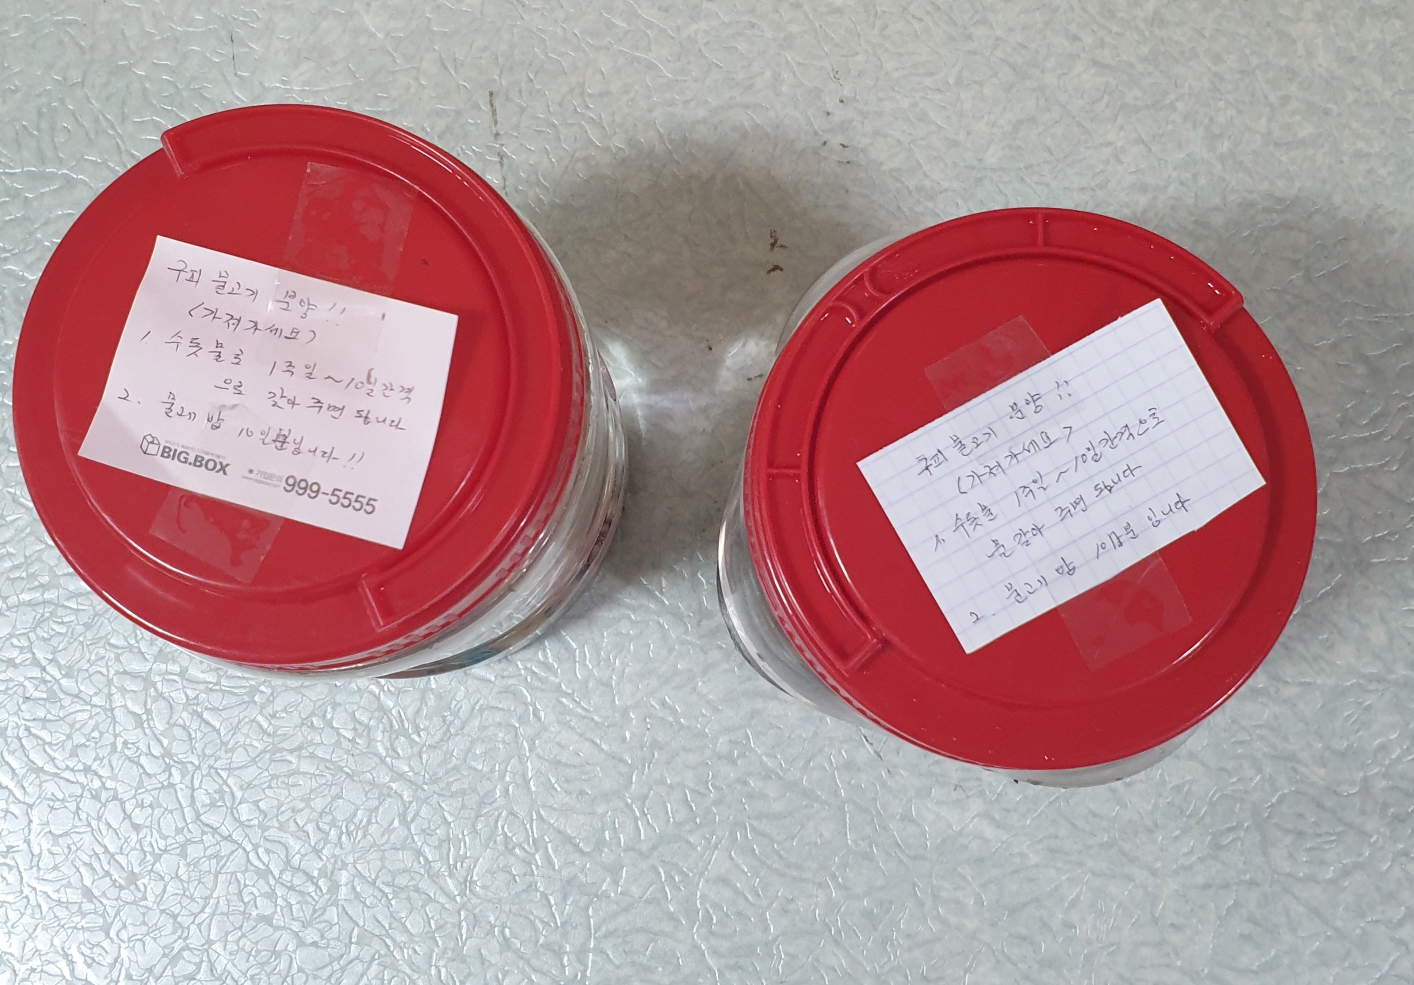 구피 물고기 분양!!
(가져가세요)
1. 수돗물로 1주일~10일간격
으로 갈아 주면 됩니다
2. 물고기 밥 10일분입니다!!
BIG.BOX
999-5555
구피 물고기 분양!!
(가져가세요)
1. 수돗물 1주일~10일간격으로
물갈아 주면 됩니다
2. 물고기 밥 10일분 입니다